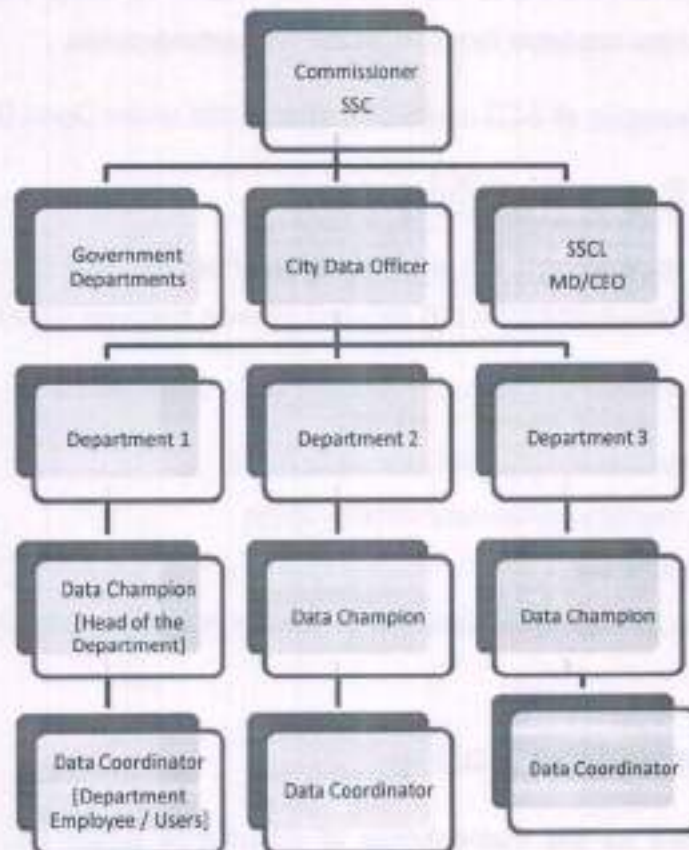 Commissioner
SSC
Government
Departments
City Data Officer
SSCL
MD/CEO
Department 1
Department 2
Department 3
Data Champion
[Head of the
Department]
Data Champion
Data Champion
Data Coordinator
[Department
Employee / Users]
Data Coordinator
Data Coordinator